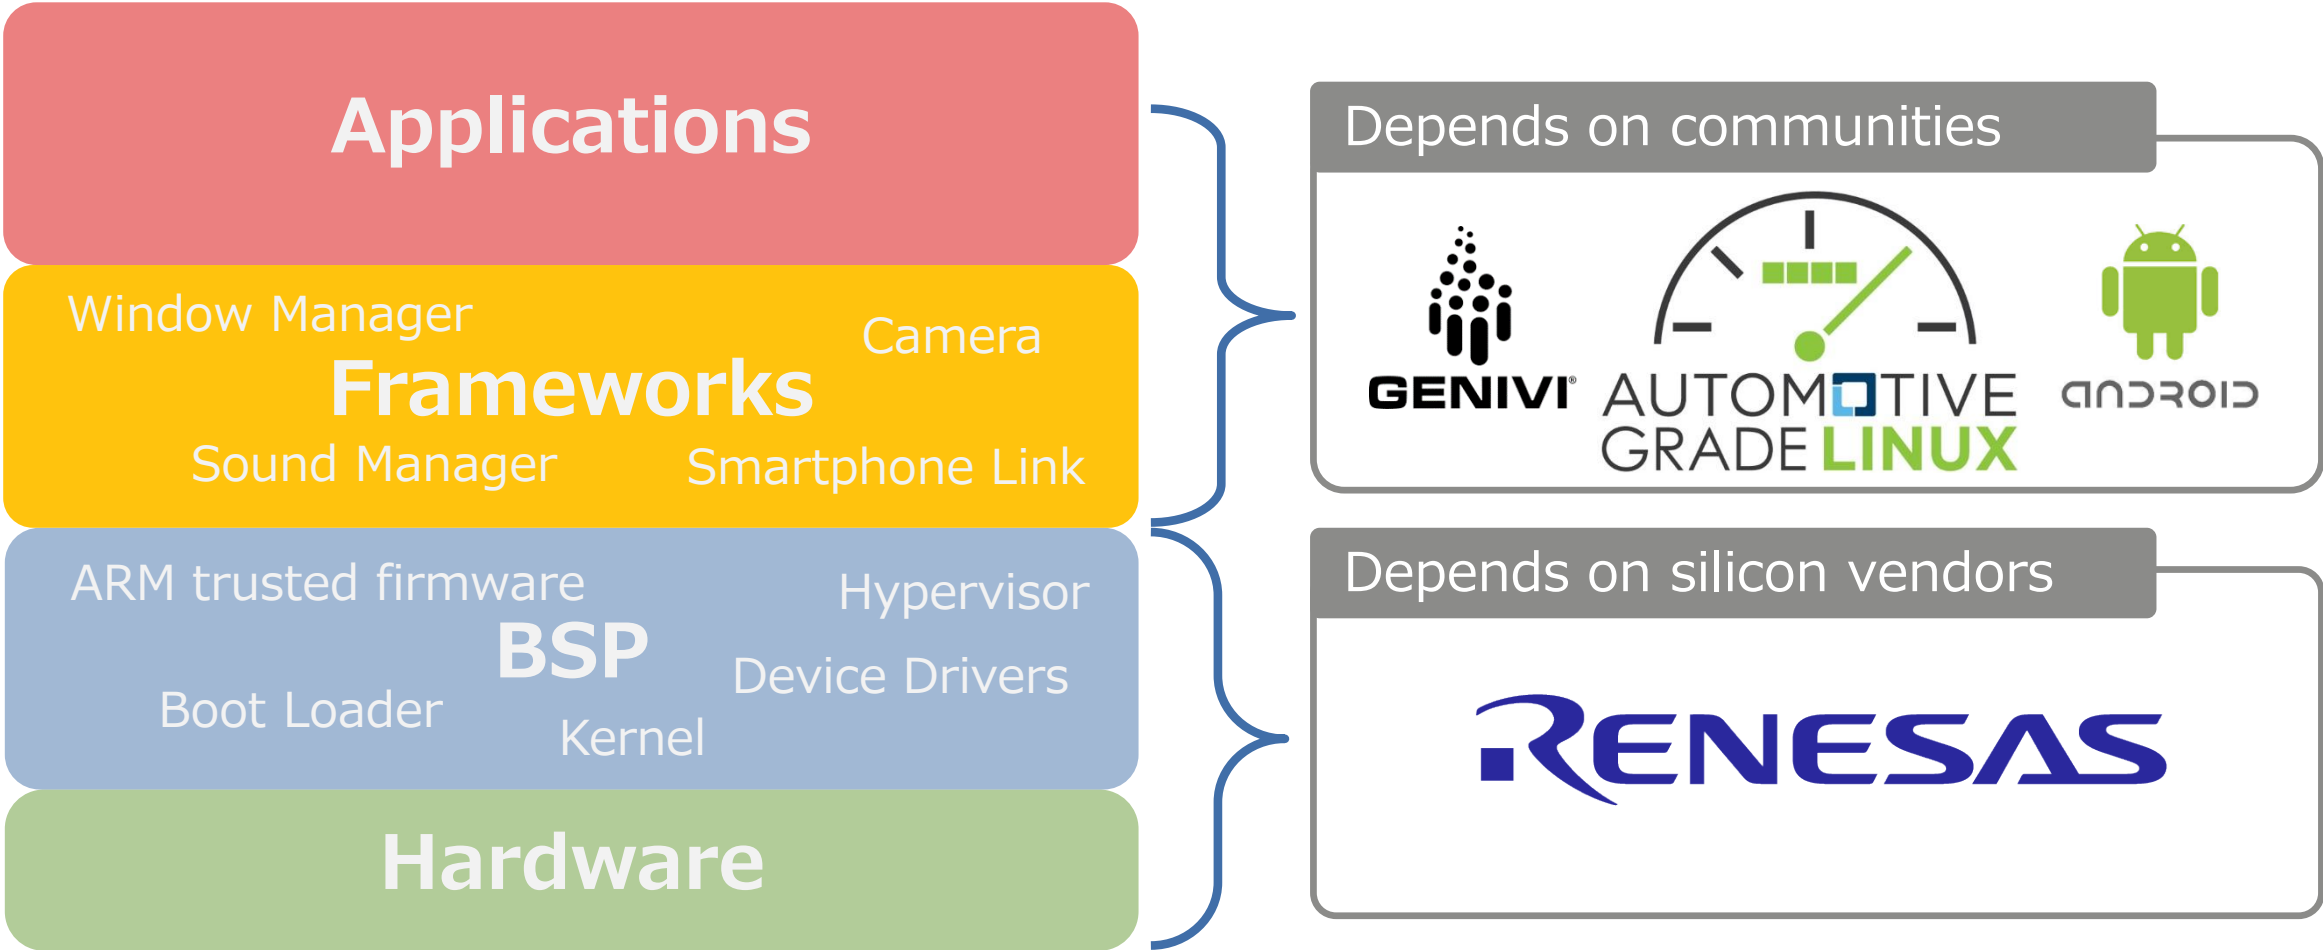 Applications
Window Manager
Camera
Frameworks
Sound Manager
Smartphone Link
ARM trusted firmware
Hypervisor
BSP
Device Drivers
Boot Loader
Kernel
Hardware
Depends on communities
GENIVI®
AUTOMOTIVE
GRADE LINUX
ANDROID
Depends on silicon vendors
RENESAS